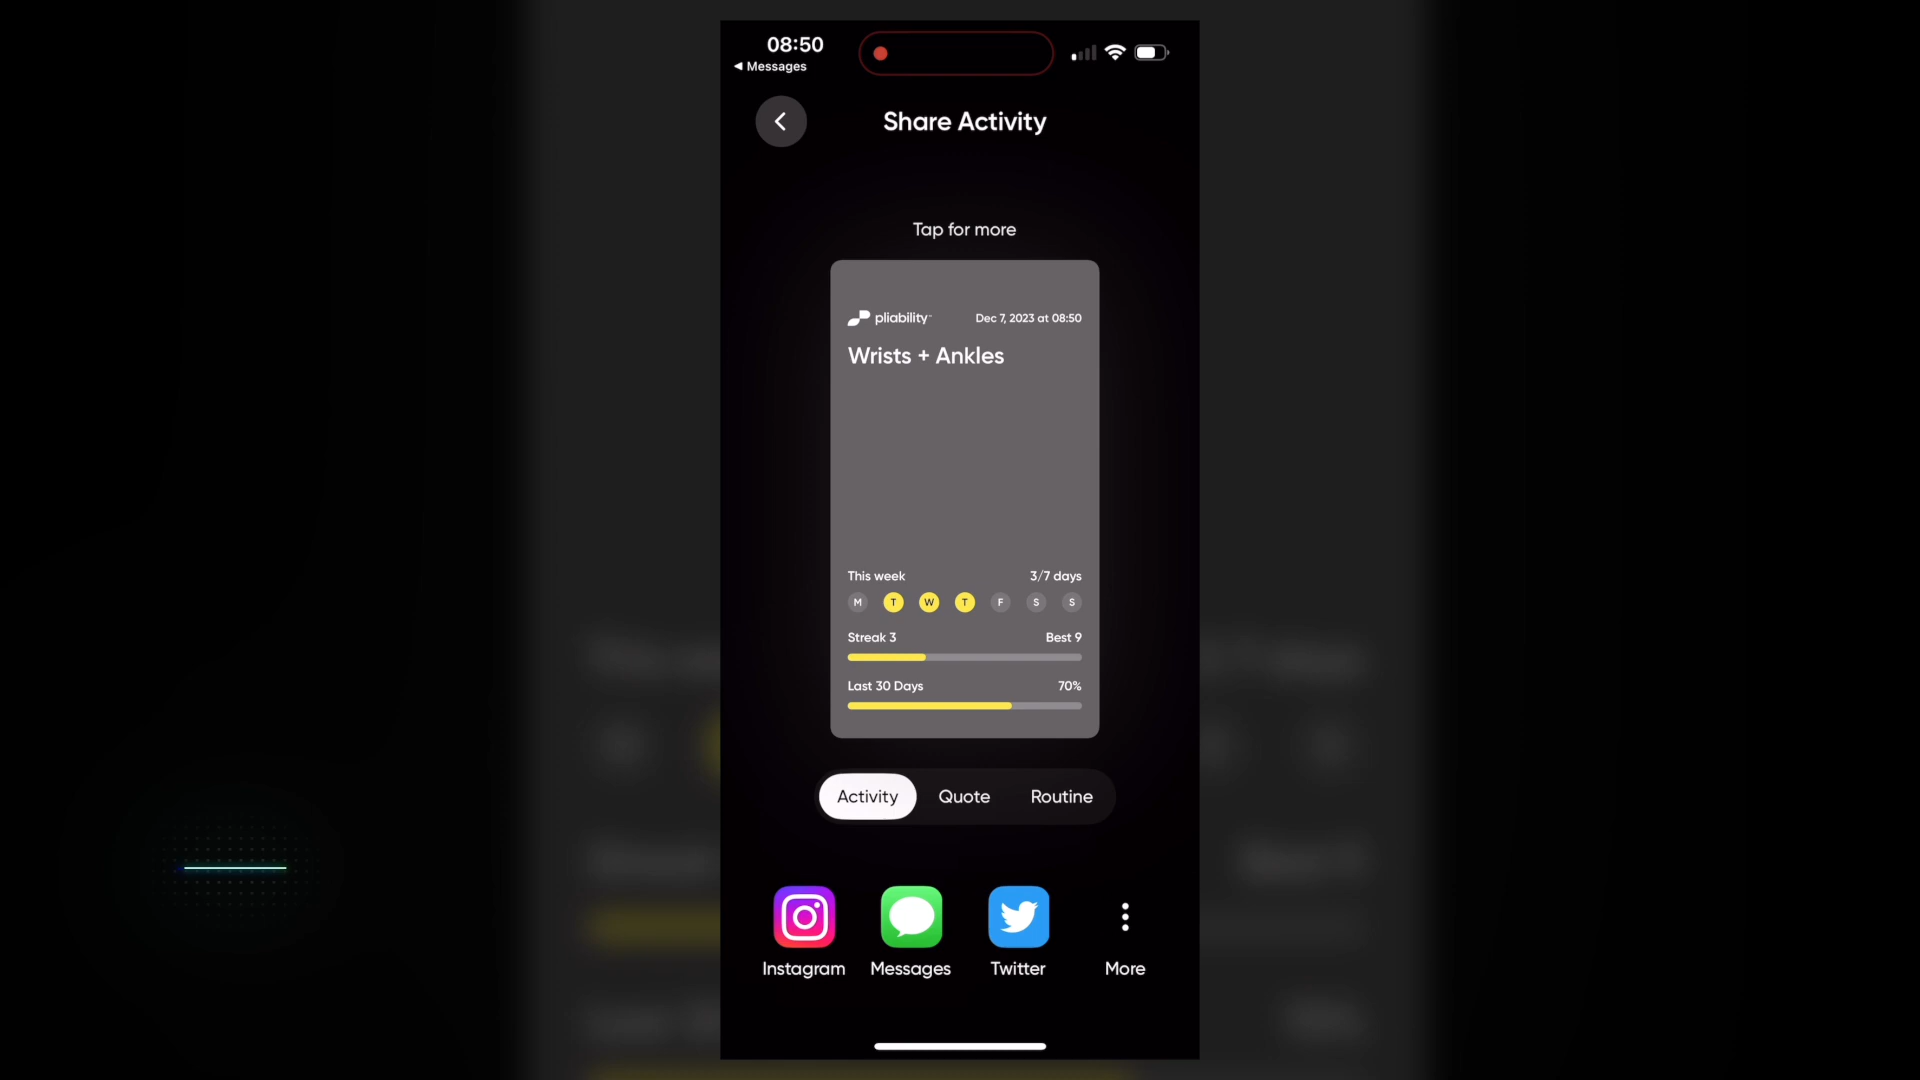 08:50
Messages
Share Activity
Tap for more
pliability
Dec 7, 2023 at 08:50
Wrists + Ankles
This week
3/7 days
M T W T F S S
Streak 3
Best 9
Last 30 Days
70%
Activity
Quote
Routine
Instagram
Messages
Twitter
More